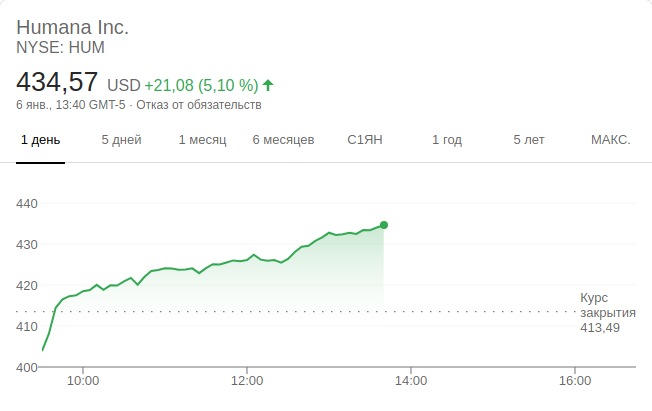 Humana Inc.
NYSE: HUM
434,57 USD +21,08 (5,10 %)
6 янв., 13:40 GMT-5 · Отказ от обязательств
1 день 5 дней 1 месяц 6 месяцев С1ЯН 1 год 5 лет МАКС.
440
430
420
410
400
Курс
закрытия
413,49
10:00 12:00 14:00 16:00